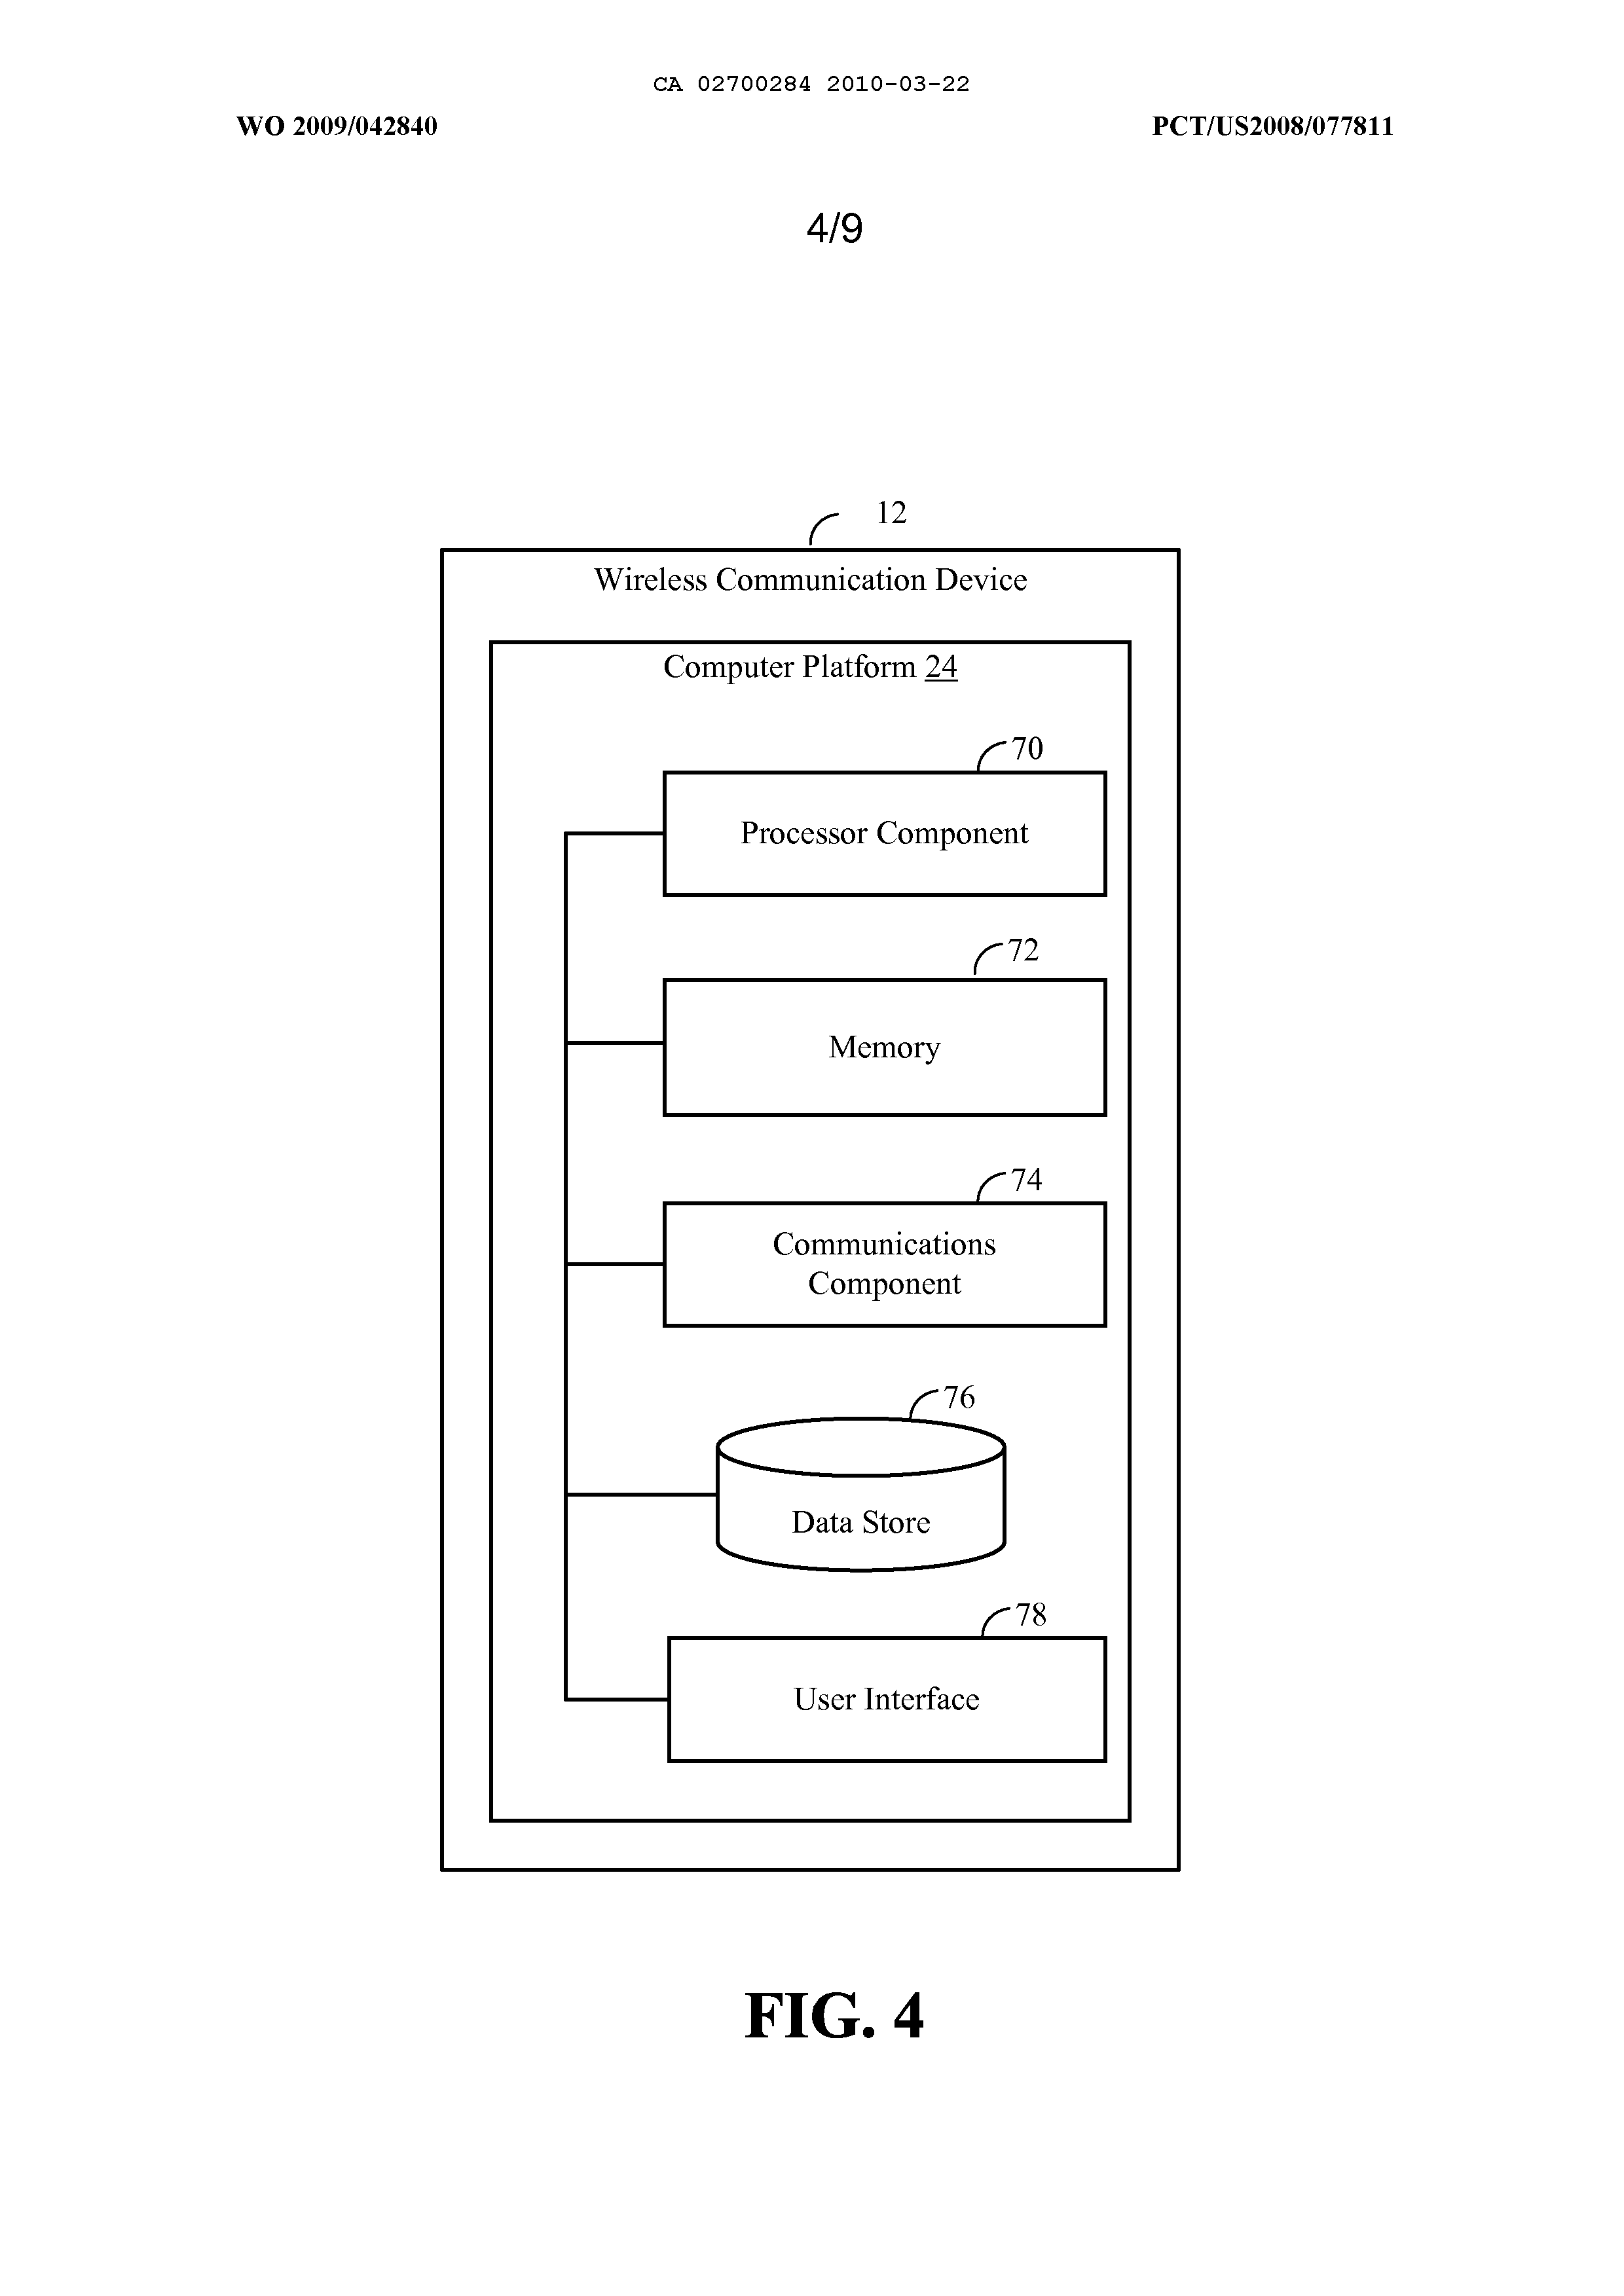 CA 02700284 2010-03-22
WO 2009/042840
PCT/US2008/077811
4/9
12
Wireless Communication Device
Computer Platform 24
70
Processor Component
72
Memory
74
Communications
Component
76
Data Store
78
User Interface
FIG. 4